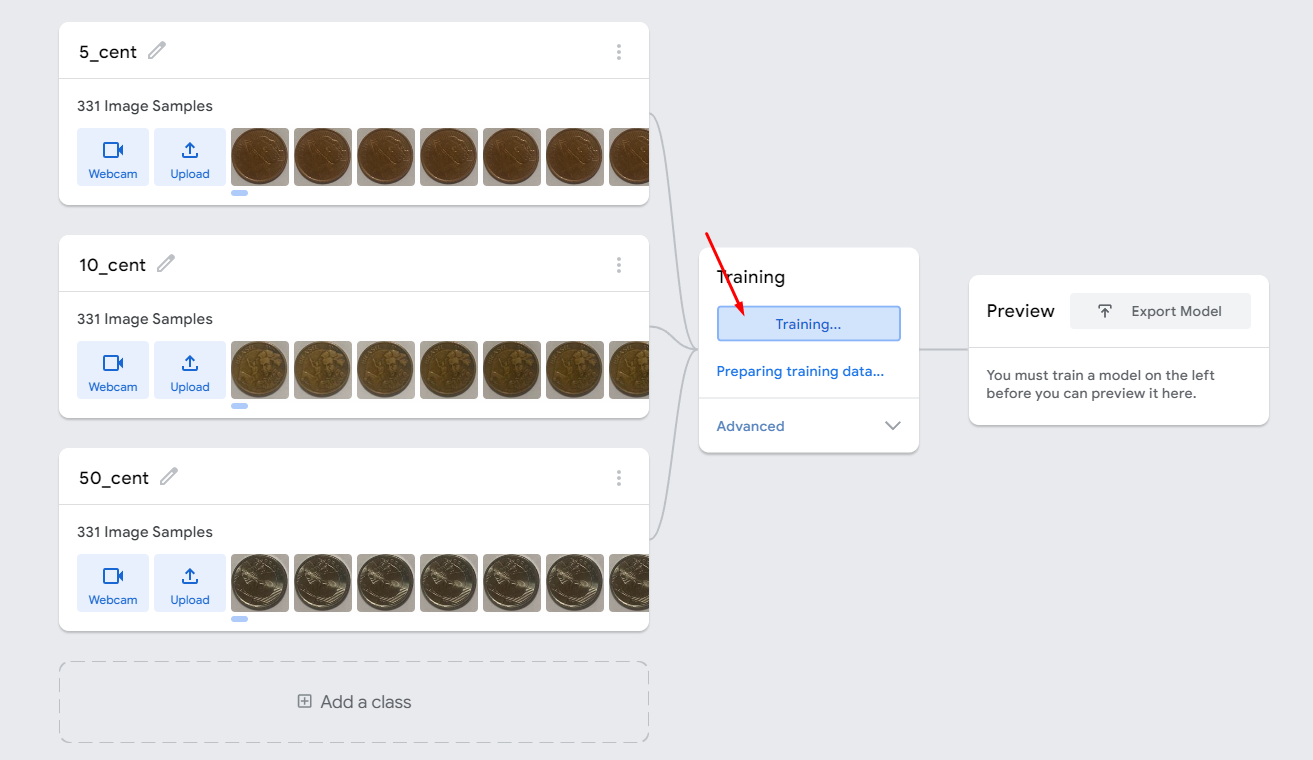 5_cent
331 Image Samples
Webcam
Upload
10_cent
331 Image Samples
Webcam
Upload
50_cent
331 Image Samples
Webcam
Upload
Add a class
Training
Training...
Preparing training data...
Advanced
Preview
Export Model
You must train a model on the left
before you can preview it here.